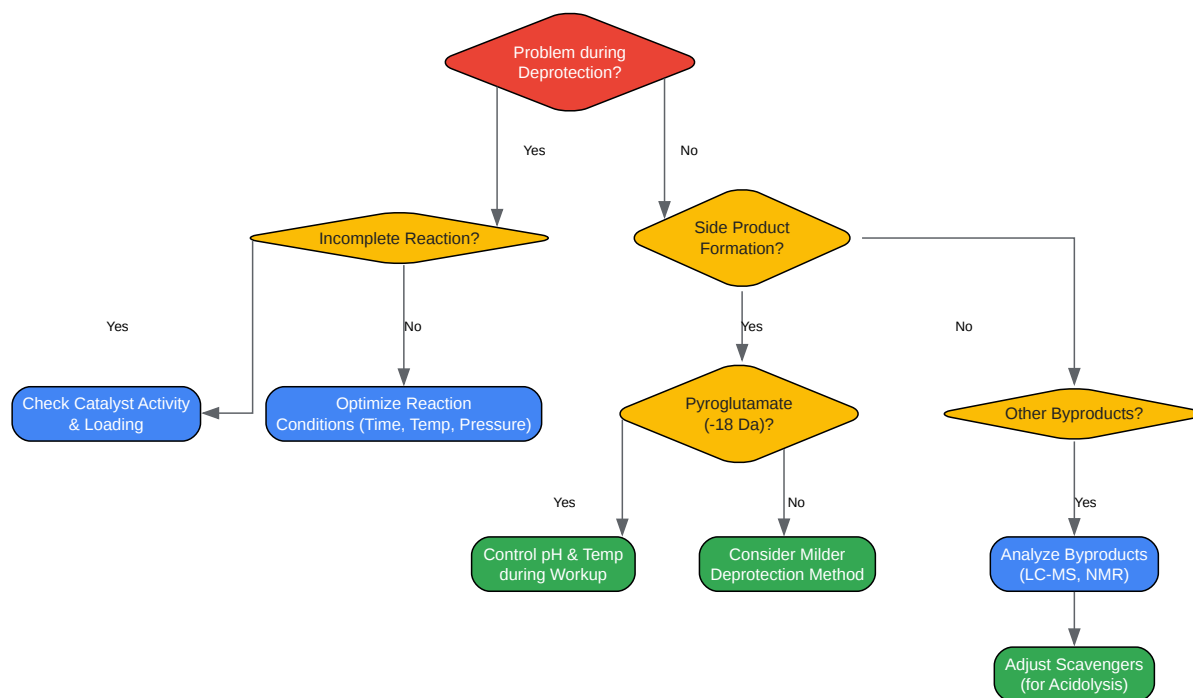 Problem during
Deprotection?
Yes
No
Incomplete Reaction?
Side Product
Formation?
Yes
No
Yes
No
Check Catalyst Activity
& Loading
Optimize Reaction
Conditions (Time, Temp, Pressure)
Pyroglutamate
(-18 Da)?
Other Byproducts?
Yes
No
Yes
Control pH & Temp
during Workup
Consider Milder
Deprotection Method
Analyze Byproducts
(LC-MS, NMR)
Adjust Scavengers
(for Acidolysis)